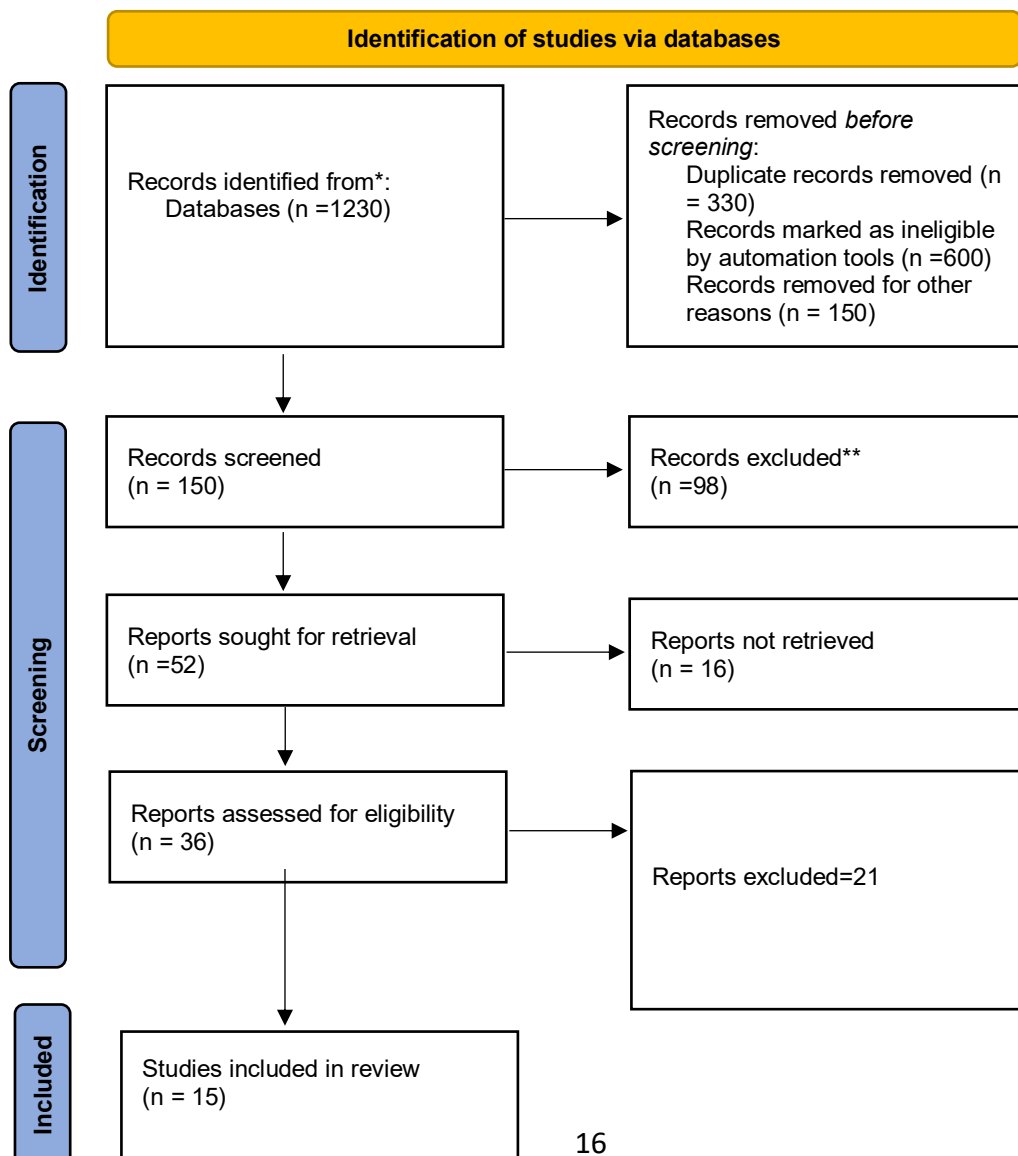 Identification of studies via databases
Identification
Records identified from*:
Databases (n =1230)
Records removed before
screening:
Duplicate records removed (n
= 330)
Records marked as ineligible
by automation tools (n =600)
Records removed for other
reasons (n = 150)
Screening
Records screened
(n = 150)
Records excluded**
(n =98)
Reports sought for retrieval
(n =52)
Reports not retrieved
(n = 16)
Reports assessed for eligibility
(n = 36)
Reports excluded=21
Included
Studies included in review
(n = 15)
16